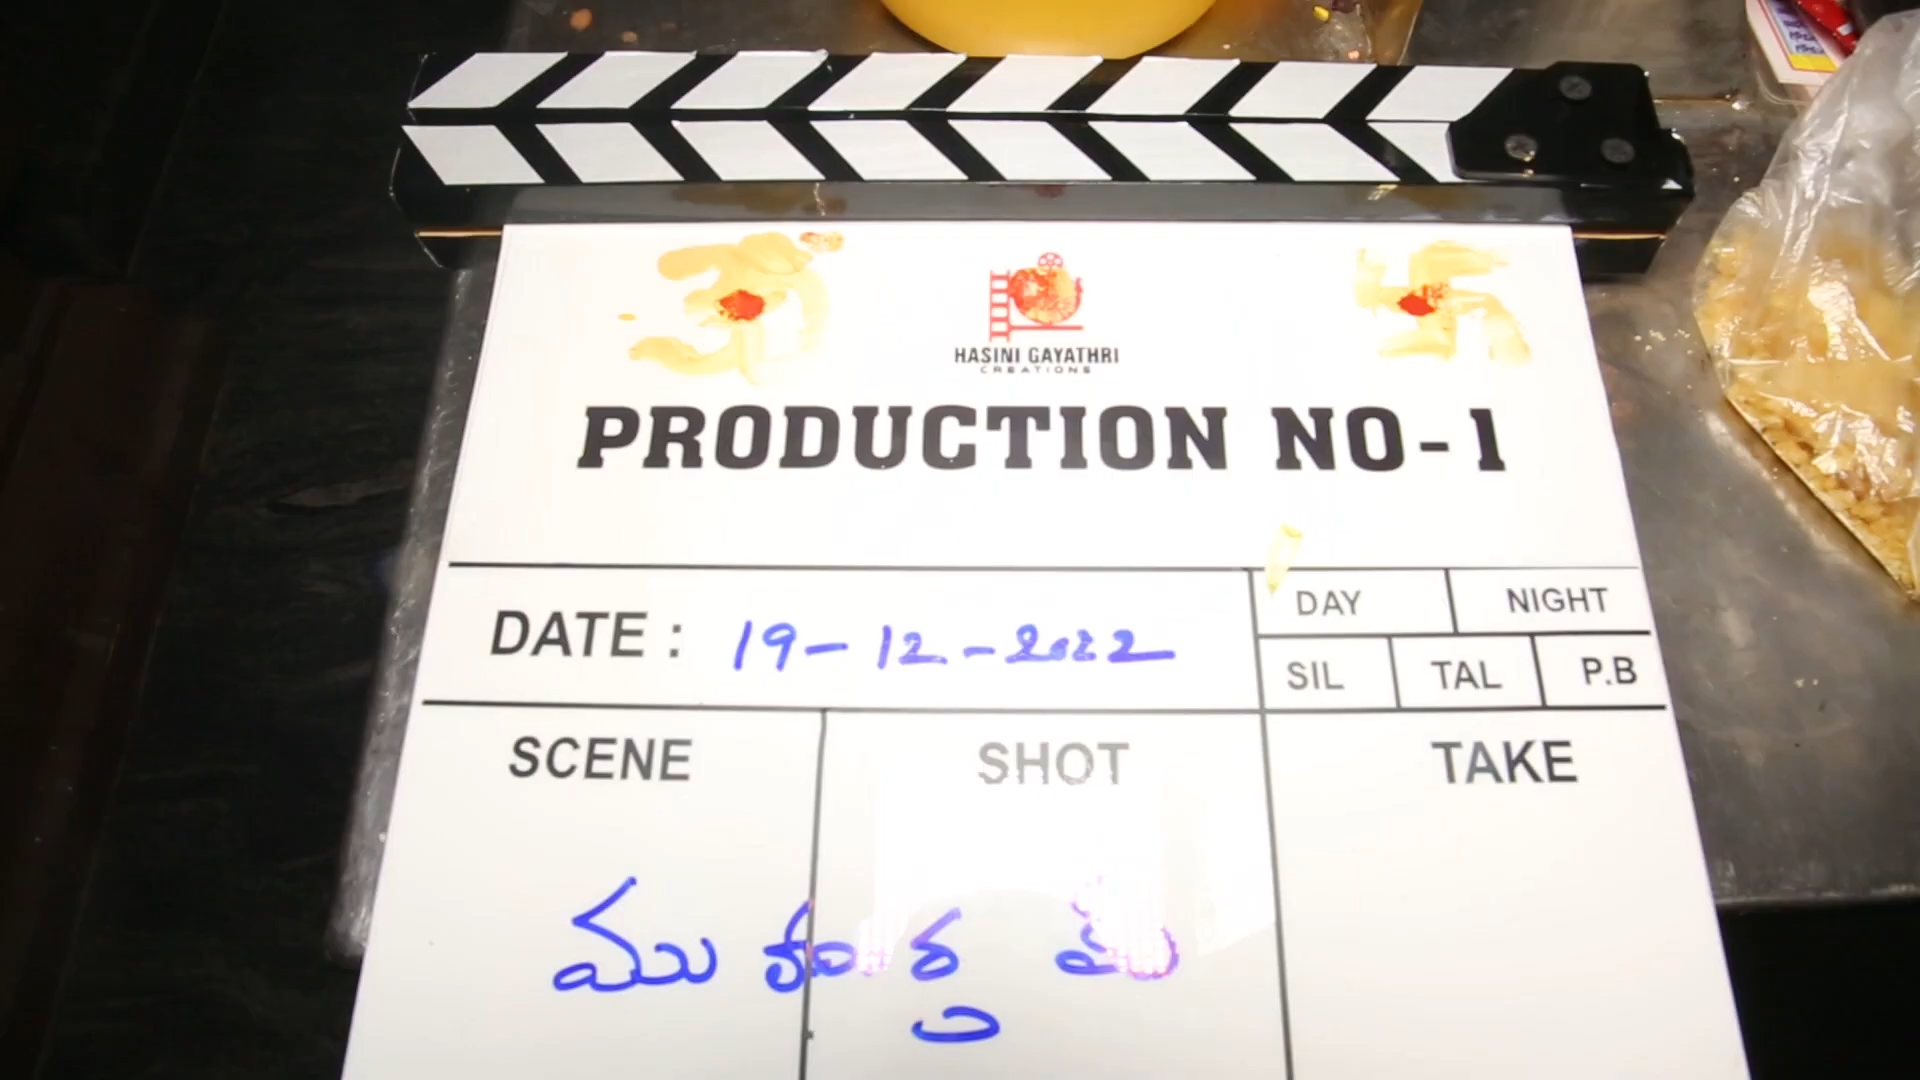 ॐ
HASINI GAYATHRI
CREATIONS
PRODUCTION NO-1
DATE : 19-12-2022
DAY NIGHT
SIL TAL P.B
SCENE SHOT TAKE
ముహూర్తం